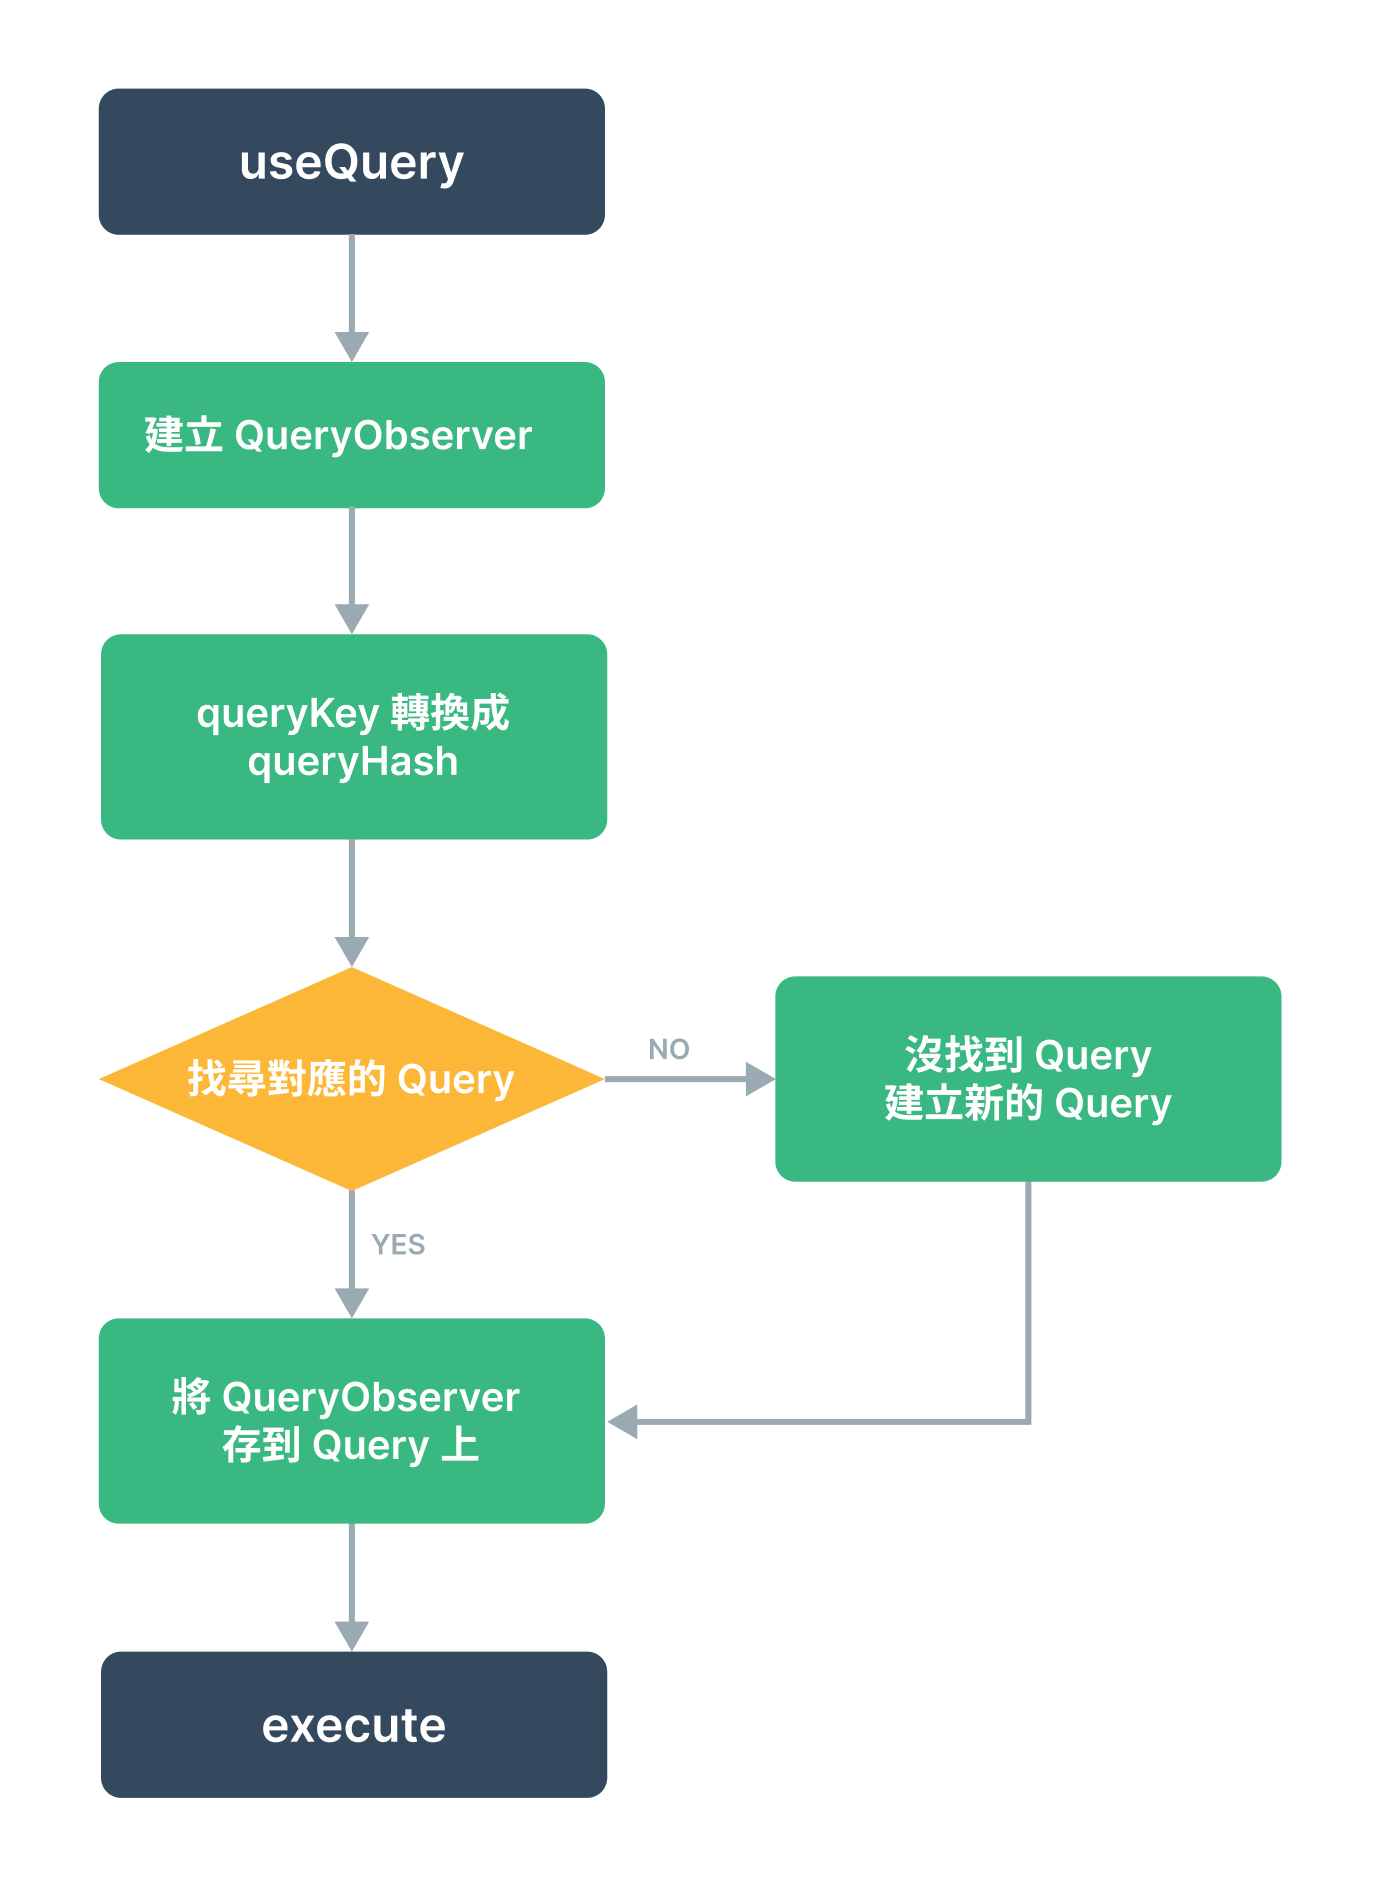 useQuery
建立 QueryObserver
queryKey 轉換成
queryHash
找尋對應的 Query
NO
沒找到 Query
建立新的 Query
YES
將 QueryObserver
存到 Query 上
execute